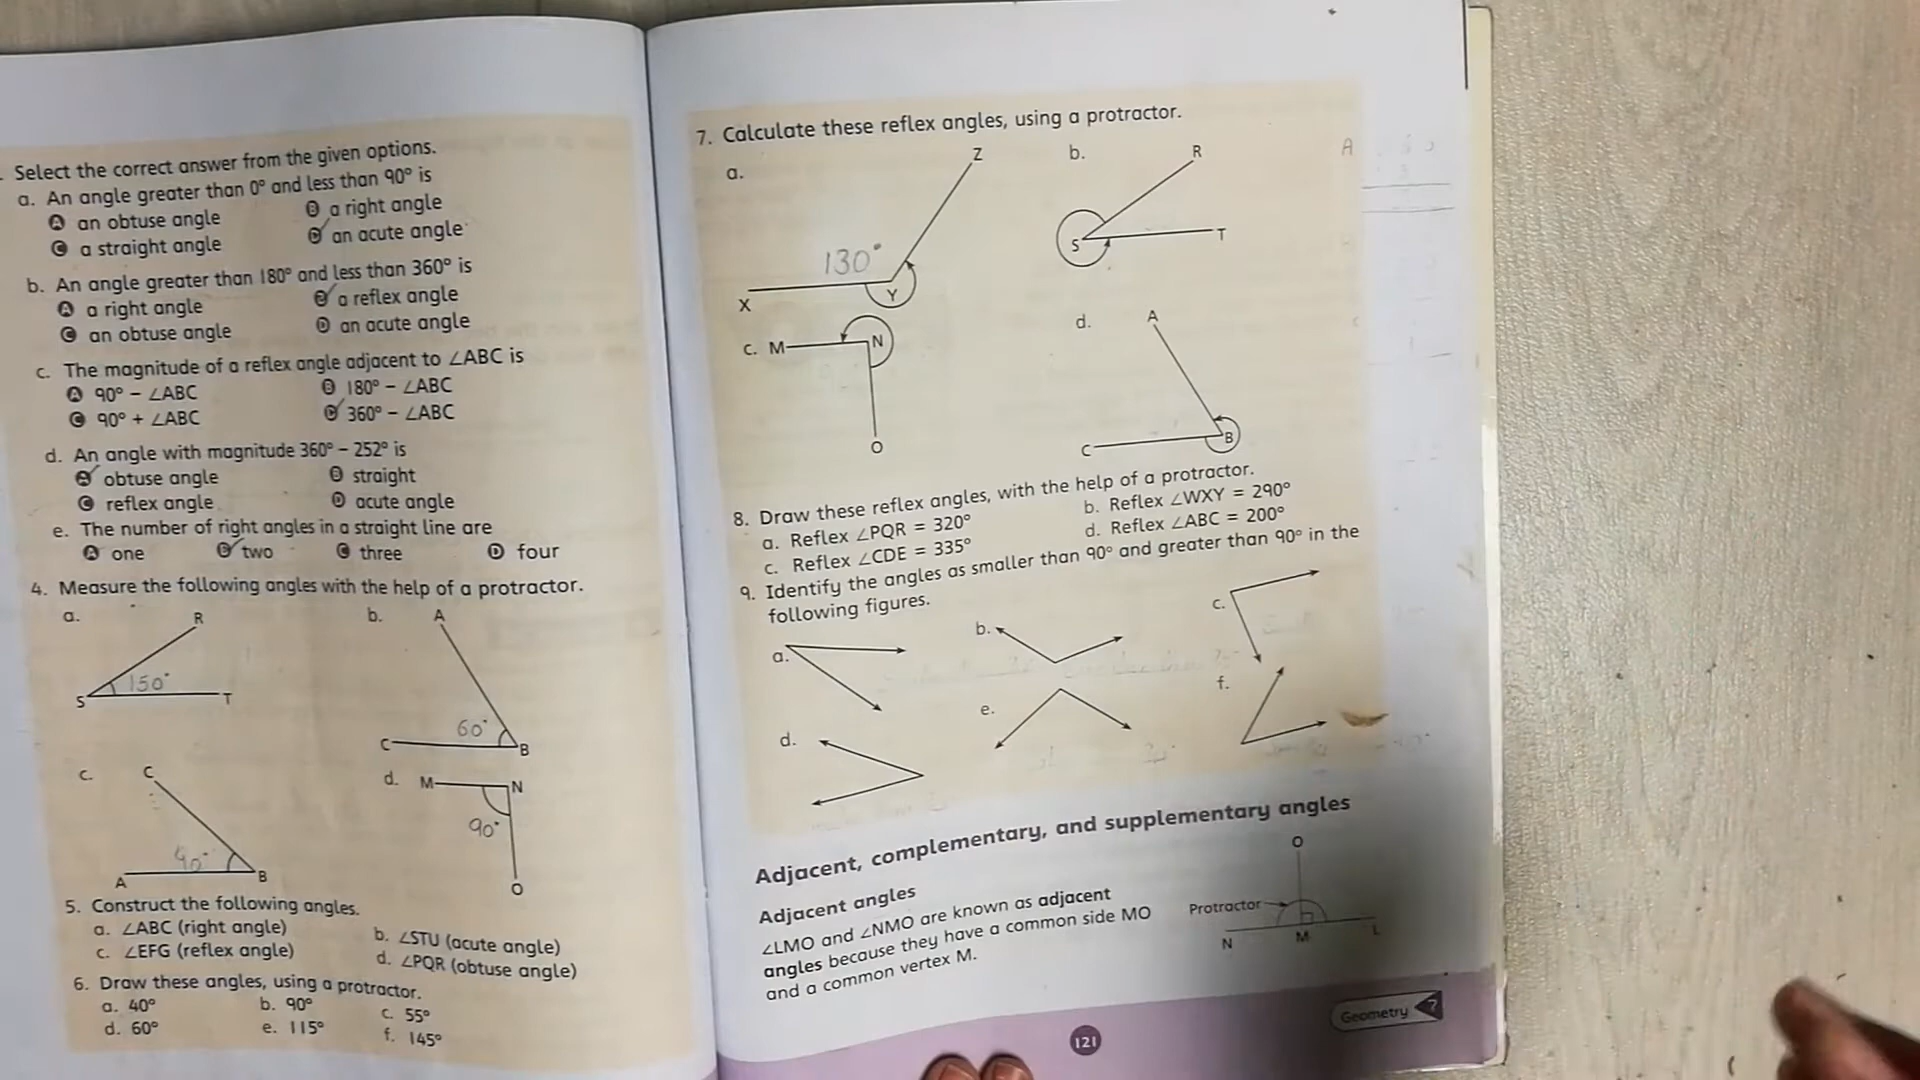 Select the correct answer from the given options.
a. An angle greater than 0° and less than 90° is
A an obtuse angle
B a right angle
C a straight angle
D an acute angle
b. An angle greater than 180° and less than 360° is
A a right angle
B a reflex angle
C an obtuse angle
D an acute angle
c. The magnitude of a reflex angle adjacent to ∠ABC is
A 90° – ∠ABC
B 180° – ∠ABC
C 90° + ∠ABC
D 360° – ∠ABC
d. An angle with magnitude 360° – 252° is
A obtuse angle
B straight
C reflex angle
D acute angle
e. The number of right angles in a straight line are
A one B two C three D four
4. Measure the following angles with the help of a protractor.
a. R
S 150° T
b. A
C 60° B
c. C
A B
d. M N
90°
O
5. Construct the following angles.
a. ∠ABC (right angle)
b. ∠STU (acute angle)
c. ∠EFG (reflex angle)
d. ∠PQR (obtuse angle)
6. Draw these angles, using a protractor.
a. 40° b. 90° c. 55°
d. 60° e. 115° f. 145°
7. Calculate these reflex angles, using a protractor.
a. Z
130°
X Y
b. R
S T
c. M N
O
d. A
C B
8. Draw these reflex angles, with the help of a protractor.
a. Reflex ∠PQR = 320°
b. Reflex ∠WXY = 290°
c. Reflex ∠CDE = 335°
d. Reflex ∠ABC = 200°
9. Identify the angles as smaller than 90° and greater than 90° in the
following figures.
a. b. c.
d. e. f.
Adjacent, complementary, and supplementary angles
Adjacent angles
∠LMO and ∠NMO are known as adjacent
angles because they have a common side MO
and a common vertex M.
O
Protractor
N M L
Geometry 7
121